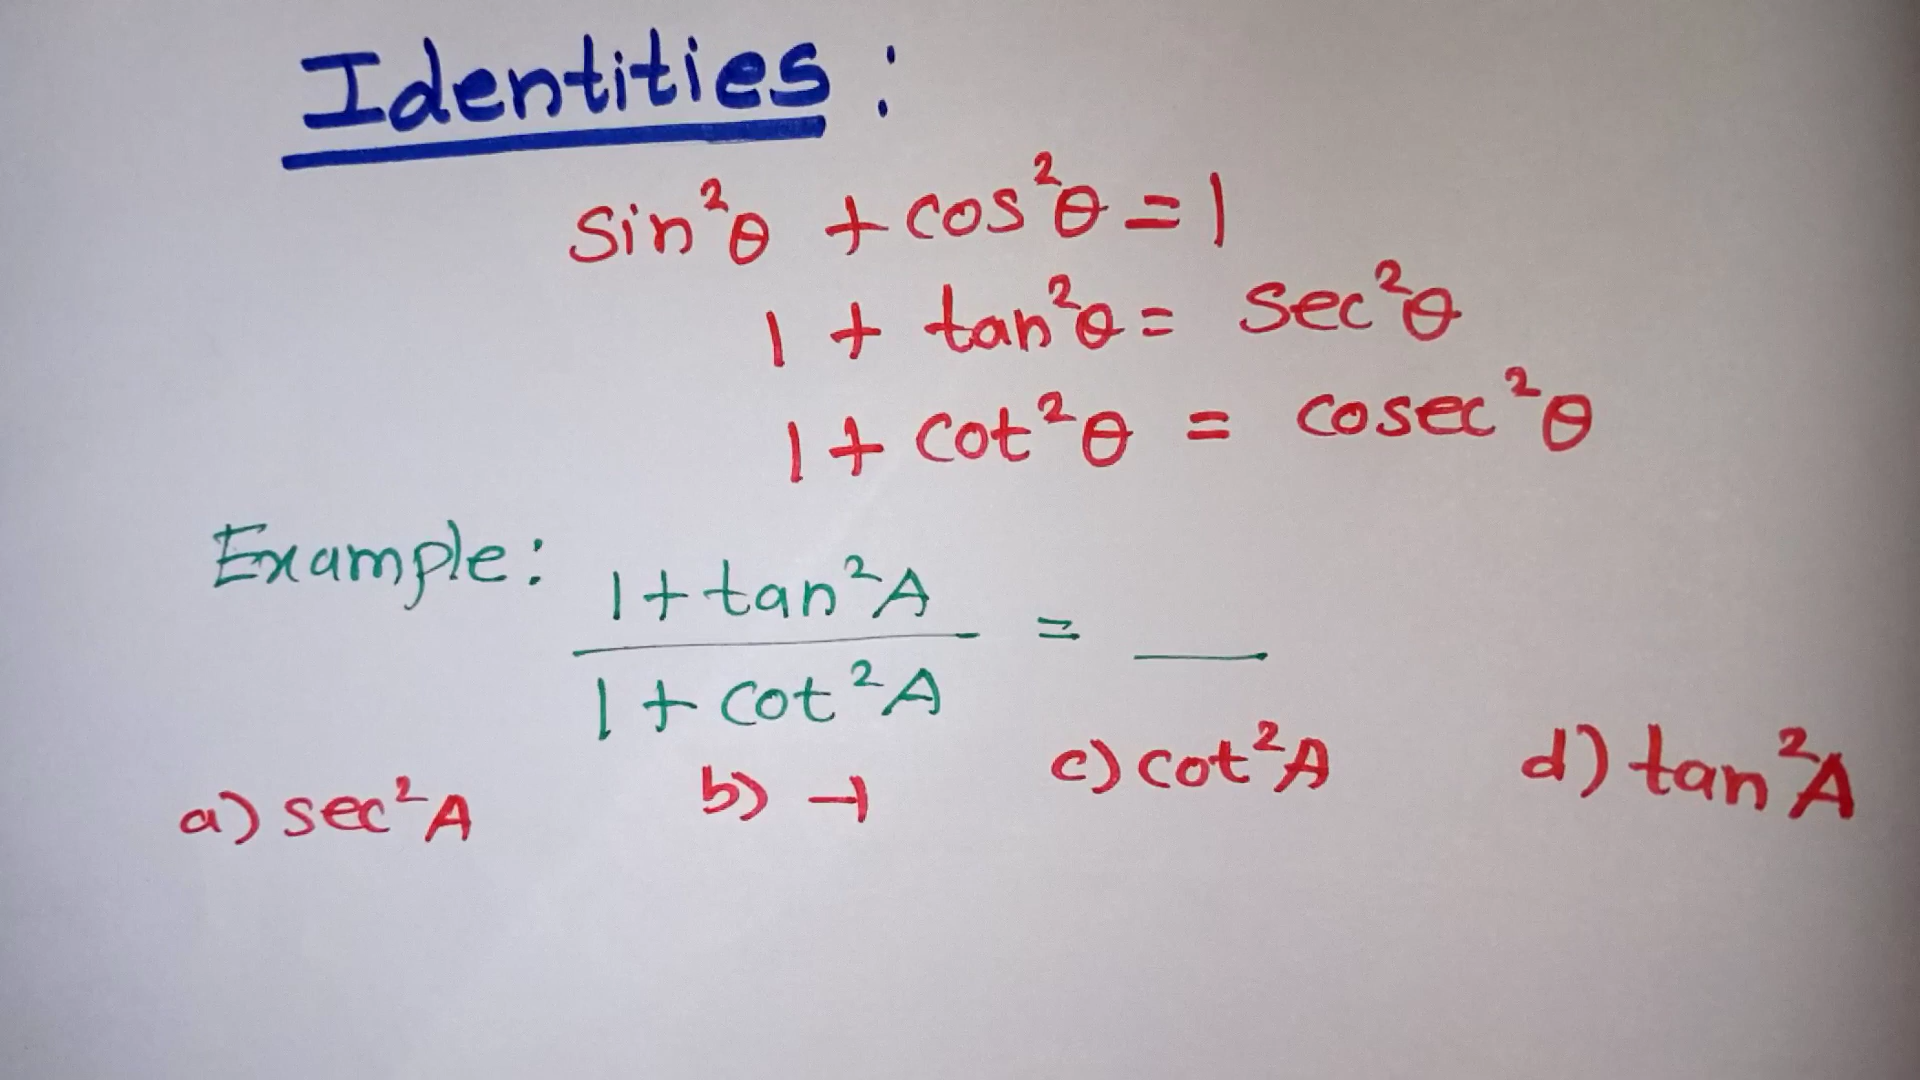 Identities :
sin²θ + cos²θ = 1
1 + tan²θ = sec²θ
1 + cot²θ = cosec²θ
Example:
1 + tan²A
1 + cot²A
= __
a) sec²A b) -1 c) cot²A d) tan²A